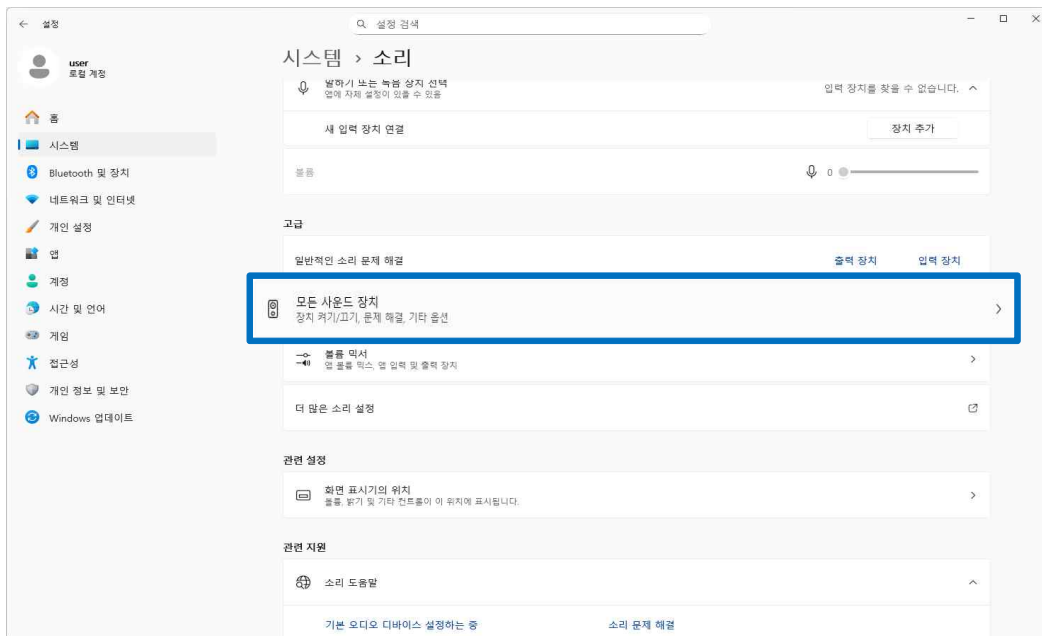 설정
설정 검색
user
로컬 계정
홈
시스템
Bluetooth 및 장치
네트워크 및 인터넷
개인 설정
앱
계정
시간 및 언어
게임
접근성
개인 정보 및 보안
Windows 업데이트
시스템 › 소리
말하기 또는 녹음 장치 선택
앱에 자체 설정이 있을 수 있음
입력 장치를 찾을 수 없습니다.
새 입력 장치 연결
장치 추가
볼륨
0
고급
일반적인 소리 문제 해결
출력 장치
입력 장치
모든 사운드 장치
장치 켜기/끄기, 문제 해결, 기타 옵션
볼륨 믹서
앱 볼륨 믹스, 앱 입력 및 출력 장치
더 많은 소리 설정
관련 설정
화면 표시기의 위치
볼륨, 밝기 및 기타 컨트롤이 이 위치에 표시됩니다.
관련 지원
소리 도움말
기본 오디오 디바이스 설정하는 중
소리 문제 해결